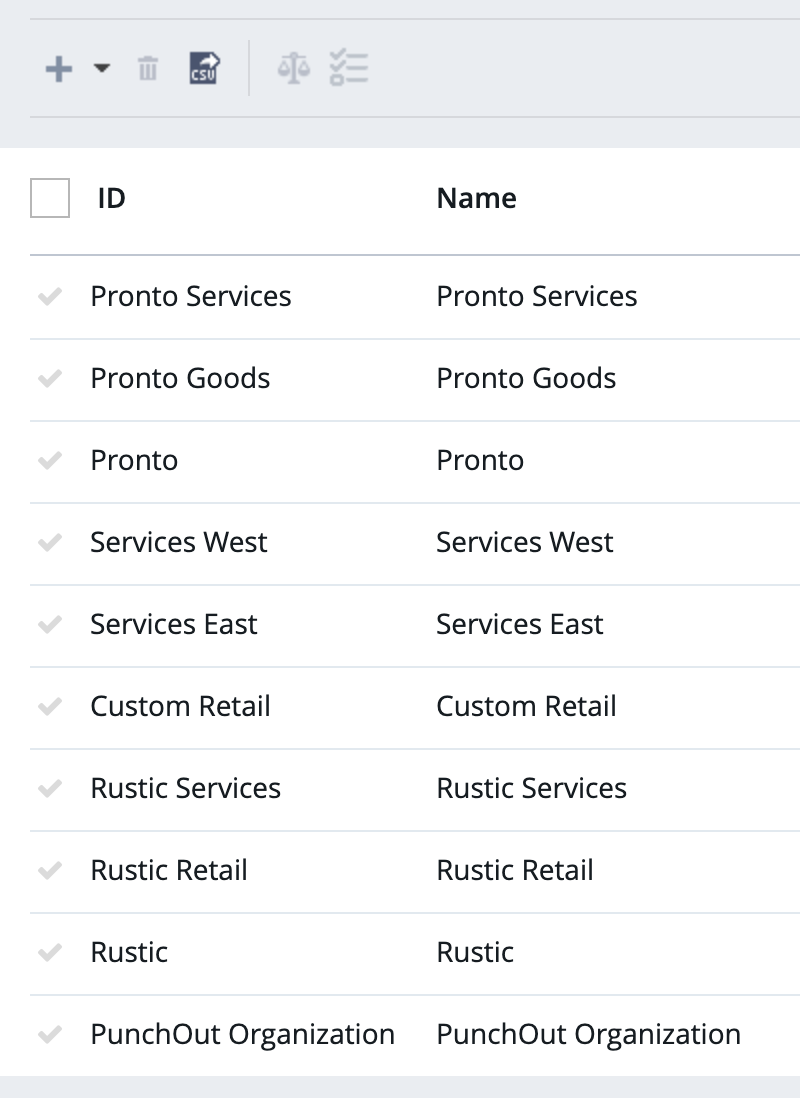 CSV
ID Name
Pronto Services Pronto Services
Pronto Goods Pronto Goods
Pronto Pronto
Services West Services West
Services East Services East
Custom Retail Custom Retail
Rustic Services Rustic Services
Rustic Retail Rustic Retail
Rustic Rustic
PunchOut Organization PunchOut Organization